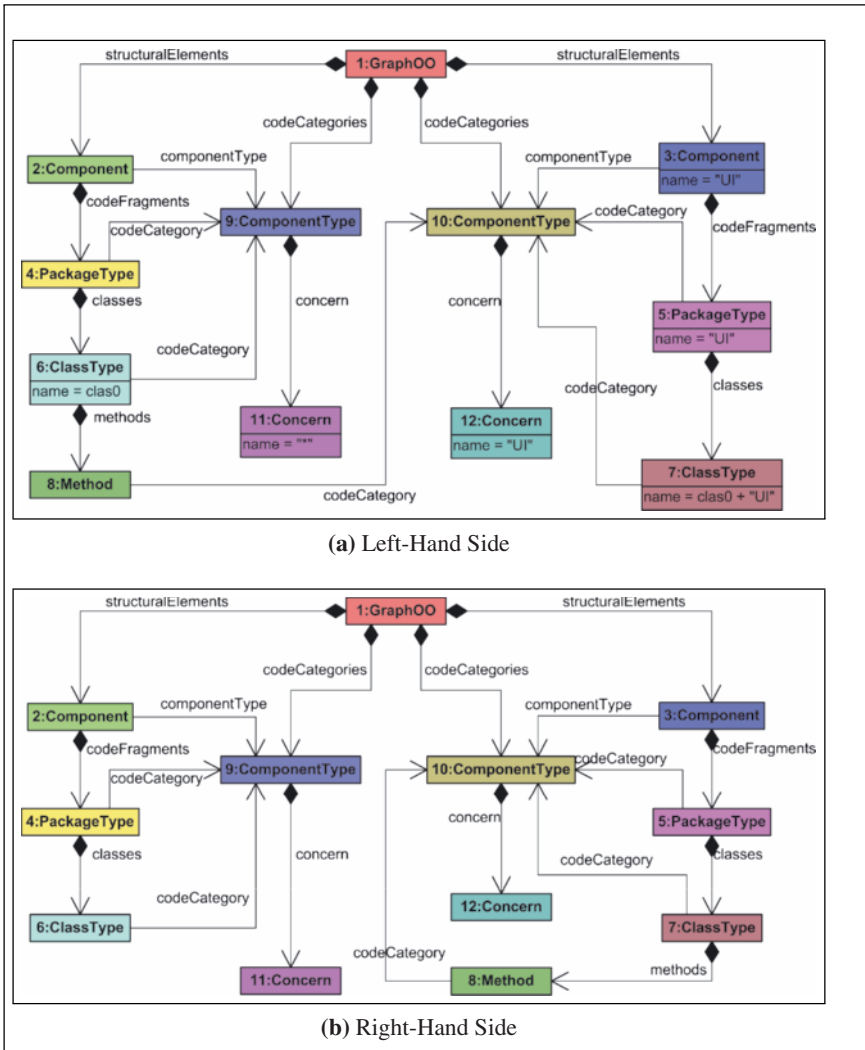 structuralElements
1:GraphOO
structuralElements
codeCategories
codeCategories
2:Component
componentType
componentType
3:Component
name = "UI"
codeFragments
codeCategory
9:ComponentType
10:ComponentType
codeCategory
codeFragments
4:PackageType
classes
concern
concern
5:PackageType
name = "UI"
6:ClassType
name = clas0
codeCategory
codeCategory
classes
methods
11:Concern
name = "*"
12:Concern
name = "UI"
8:Method
codeCategory
7:ClassType
name = clas0 + "UI"
(a) Left-Hand Side
structuralElements
1:GraphOO
structuralElements
codeCategories
codeCategories
2:Component
componentType
componentType
3:Component
codeFragments
codeCategory
9:ComponentType
10:ComponentType
codeCategory
codeFragments
4:PackageType
classes
concern
concern
5:PackageType
classes
codeCategory
codeCategory
6:ClassType
12:Concern
7:ClassType
codeCategory
methods
11:Concern
8:Method
(b) Right-Hand Side